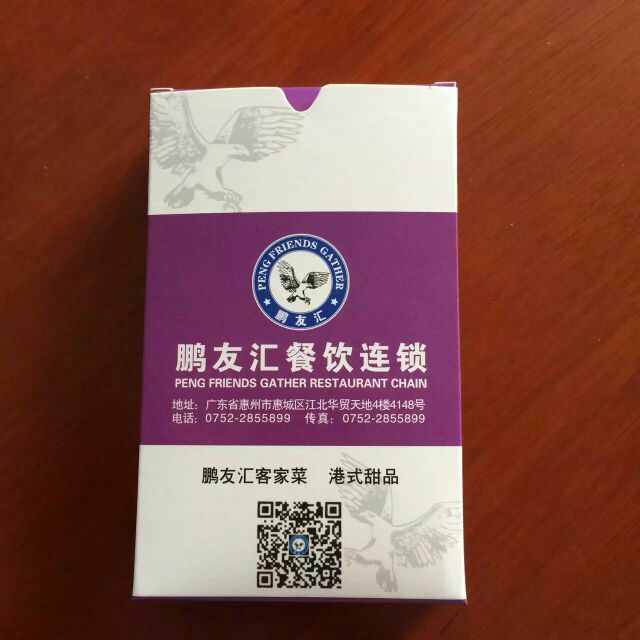 PENG FRIENDS GATHER
鹏友汇
鹏友汇餐饮连锁
PENG FRIENDS GATHER RESTAURANT CHAIN
地址: 广东省惠州市惠城区江北华贸天地4楼4148号
电话: 0752-2855899 传真: 0752-2855899
鹏友汇客家菜 港式甜品